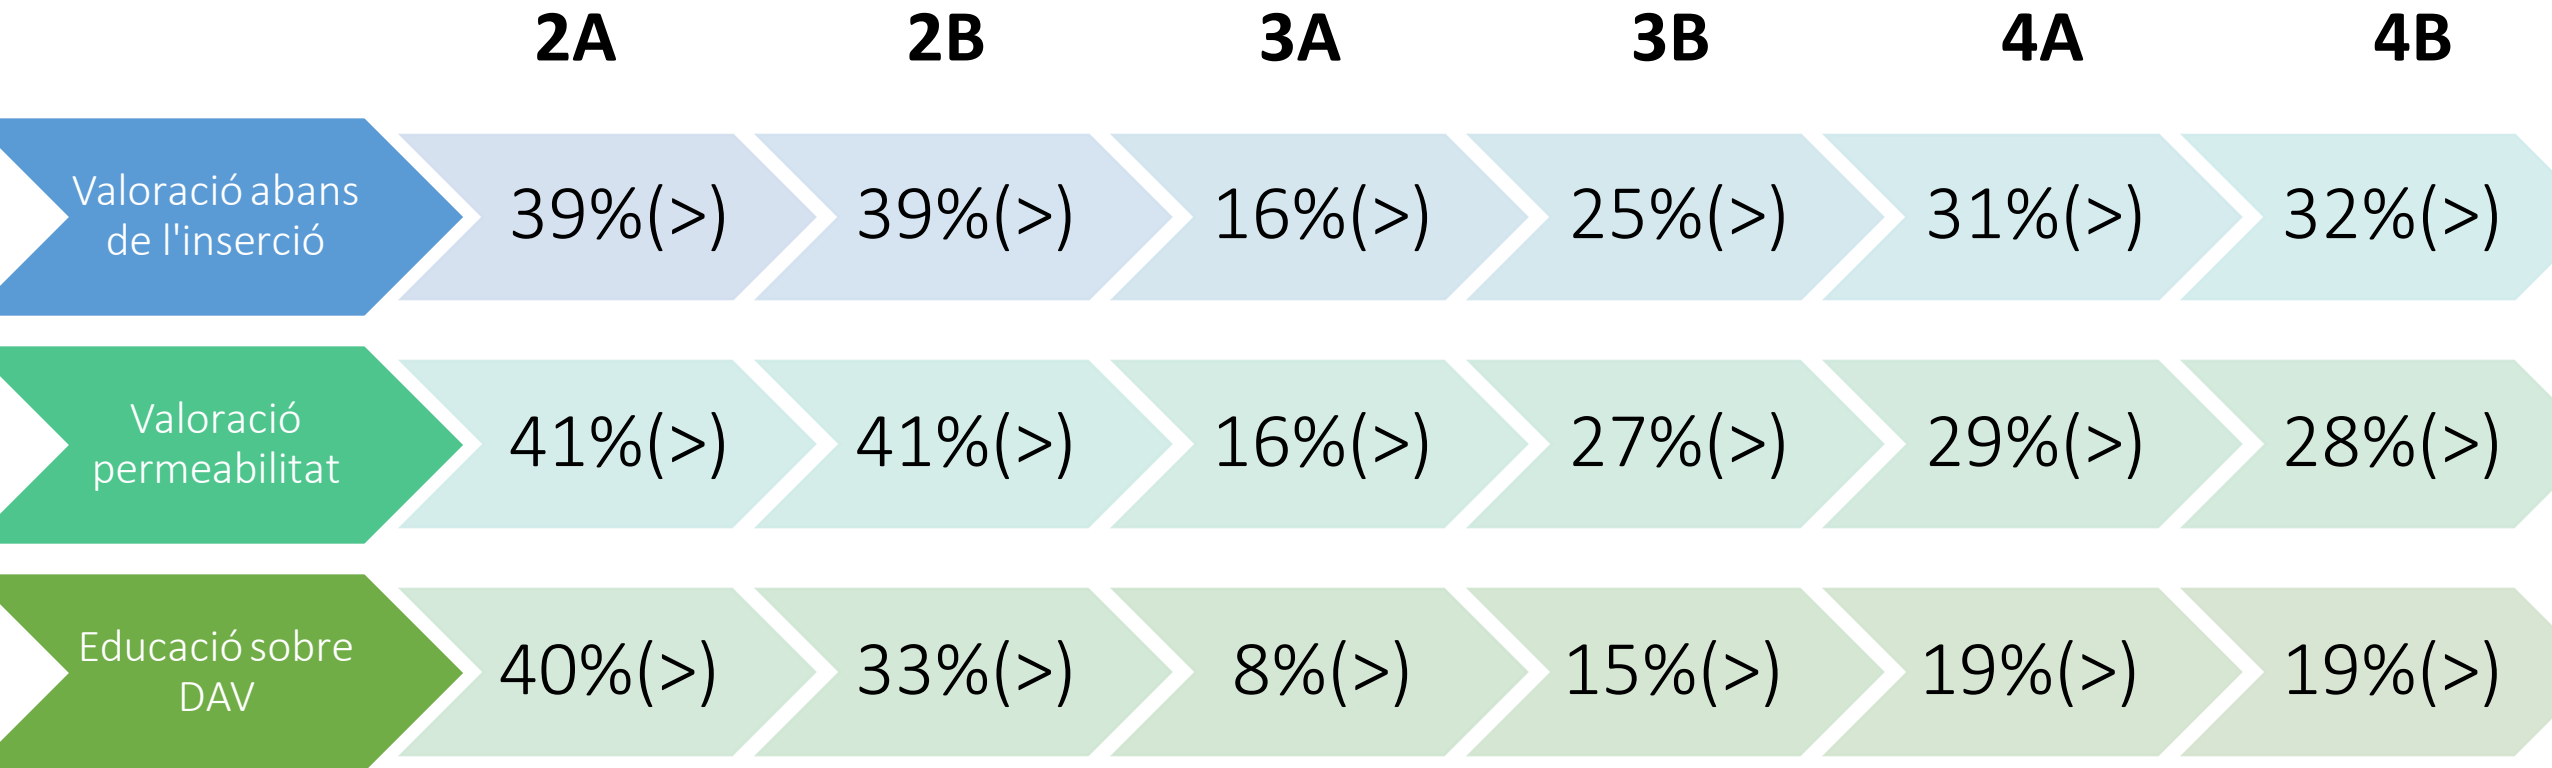 2A 2B 3A 3B 4A 4B
Valoració abans
de l'inserció
39%(>) 39%(>) 16%(>) 25%(>) 31%(>) 32%(>)
Valoració
permeabilitat
41%(>) 41%(>) 16%(>) 27%(>) 29%(>) 28%(>)
Educació sobre
DAV
40%(>) 33%(>) 8%(>) 15%(>) 19%(>) 19%(>)